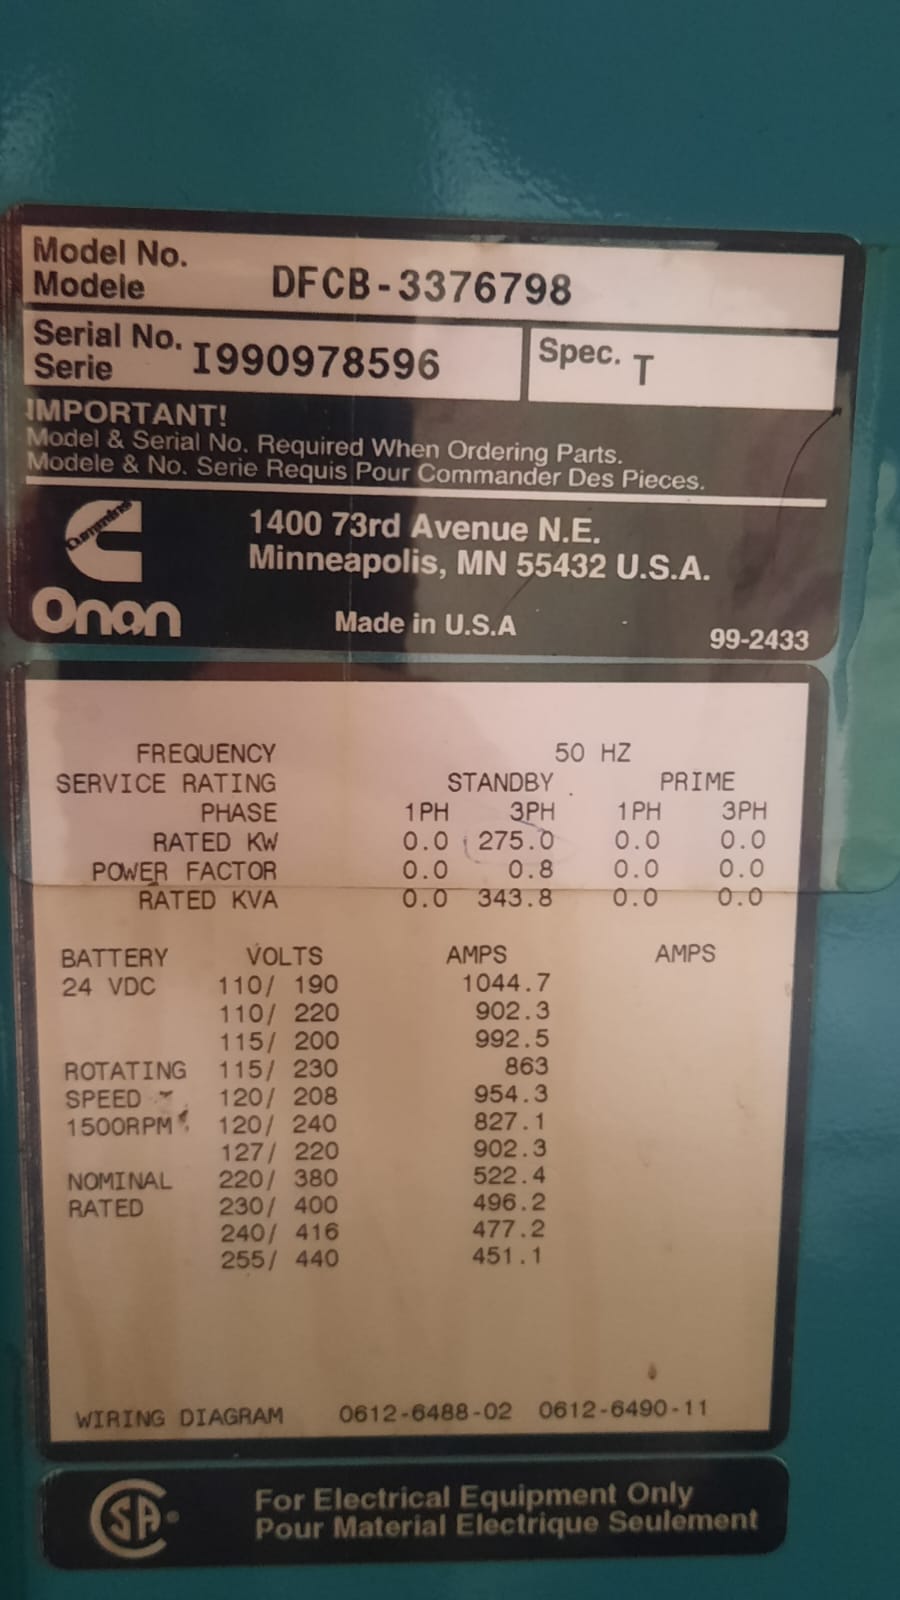 Model No.
Modele DFCB-3376798
Serial No.
Serie I990978596
Spec. T
IMPORTANT!
Model & Serial No. Required When Ordering Parts.
Modele & No. Serie Requis Pour Commander Des Pieces.
Cummins
Onan
1400 73rd Avenue N.E.
Minneapolis, MN 55432 U.S.A.
Made in U.S.A
99-2433
FREQUENCY 50 HZ
SERVICE RATING STANDBY PRIME
PHASE 1PH 3PH 1PH 3PH
RATED KW 0.0 275.0 0.0 0.0
POWER FACTOR 0.0 0.8 0.0 0.0
RATED KVA 0.0 343.8 0.0 0.0
BATTERY VOLTS AMPS AMPS
24 VDC 110/ 190 1044.7
110/ 220 902.3
115/ 200 992.5
ROTATING 115/ 230 863
SPEED 120/ 208 954.3
1500RPM 120/ 240 827.1
127/ 220 902.3
NOMINAL 220/ 380 522.4
RATED 230/ 400 496.2
240/ 416 477.2
255/ 440 451.1
WIRING DIAGRAM 0612-6488-02 0612-6490-11
CSA ®
For Electrical Equipment Only
Pour Material Electrique Seulement